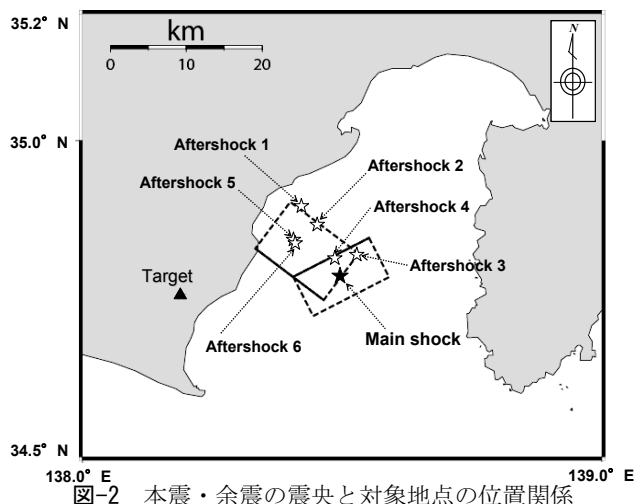 35.2° N
km
0 10 20
N
35.0° N
Aftershock 1
Aftershock 2
Aftershock 5
Aftershock 4
Aftershock 3
Target
Aftershock 6
Main shock
34.5° N
138.0° E
139.0° E
図-2 本震・余震の震央と対象地点の位置関係